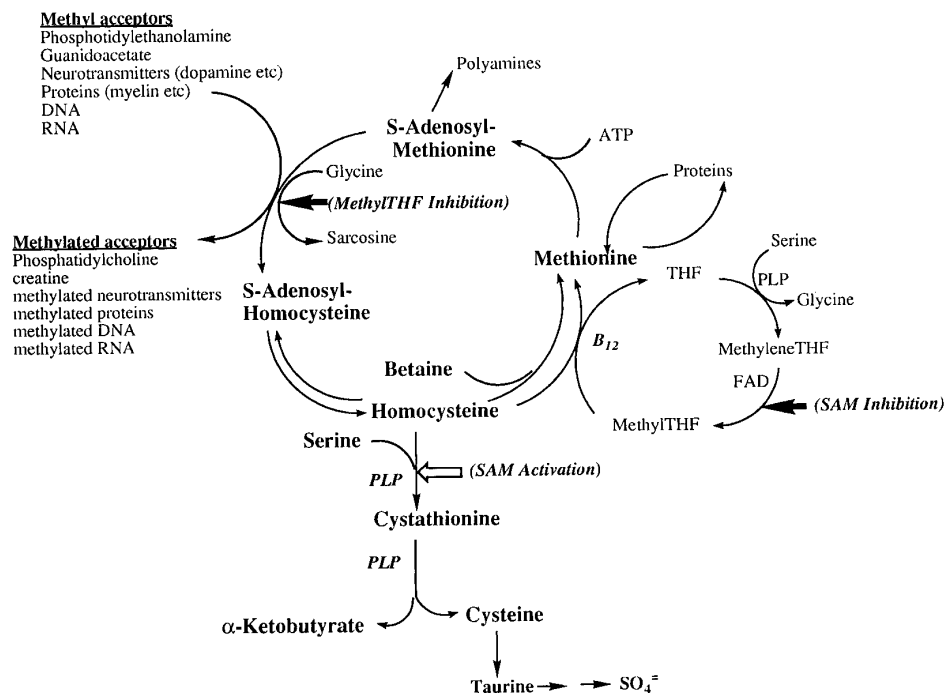 Methyl acceptors
Phosphotidylethanolamine
Guanidoacetate
Neurotransmitters (dopamine etc)
Proteins (myelin etc)
DNA
RNA
Polyamines
S-Adenosyl-
Methionine
ATP
Glycine
(MethylTHF Inhibition)
Sarcosine
Proteins
Methylated acceptors
Phosphatidylcholine
creatine
methylated neurotransmitters
methylated proteins
methylated DNA
methylated RNA
S-Adenosyl-
Homocysteine
Methionine
THF
Serine
PLP
Glycine
B12
MethyleneTHF
FAD
(SAM Inhibition)
MethylTHF
Betaine
Homocysteine
Serine
PLP
(SAM Activation)
Cystathionine
PLP
α-Ketobutyrate
Cysteine
Taurine
SO4=